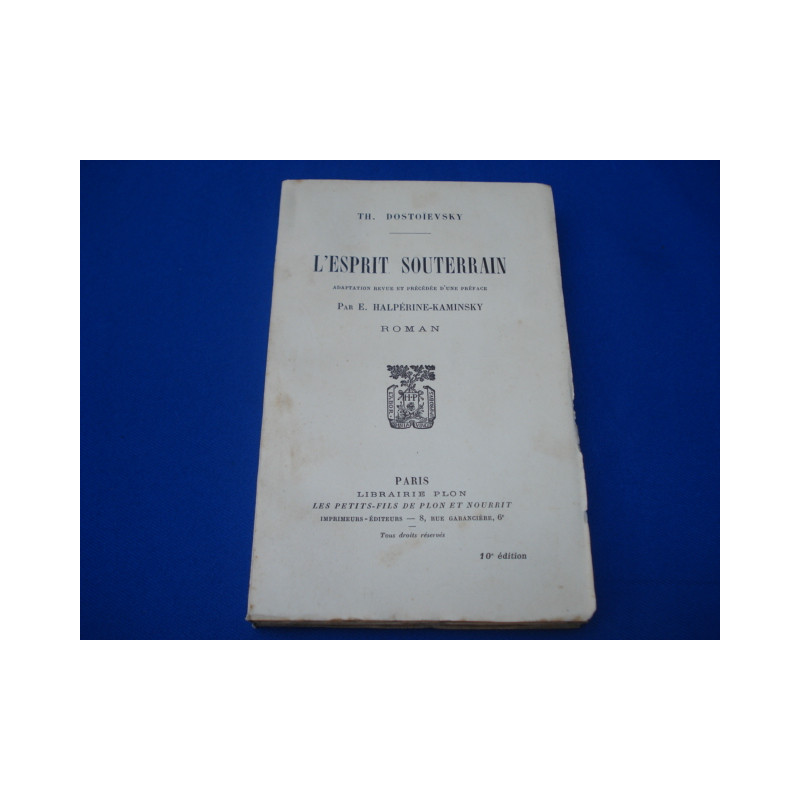 TH. DOSTOÏEVSKY
L'ESPRIT SOUTERRAIN
ADAPTATION REVUE ET PRÉCÉDÉE D'UNE PRÉFACE
PAR E. HALPÉRINE-KAMINSKY
ROMAN
PARIS
LIBRAIRIE PLON
LES PETITS-FILS DE PLON ET NOURRIT
IMPRIMEURS-ÉDITEURS — 8, RUE GARANCIÈRE, 6e
Tous droits réservés
10e édition